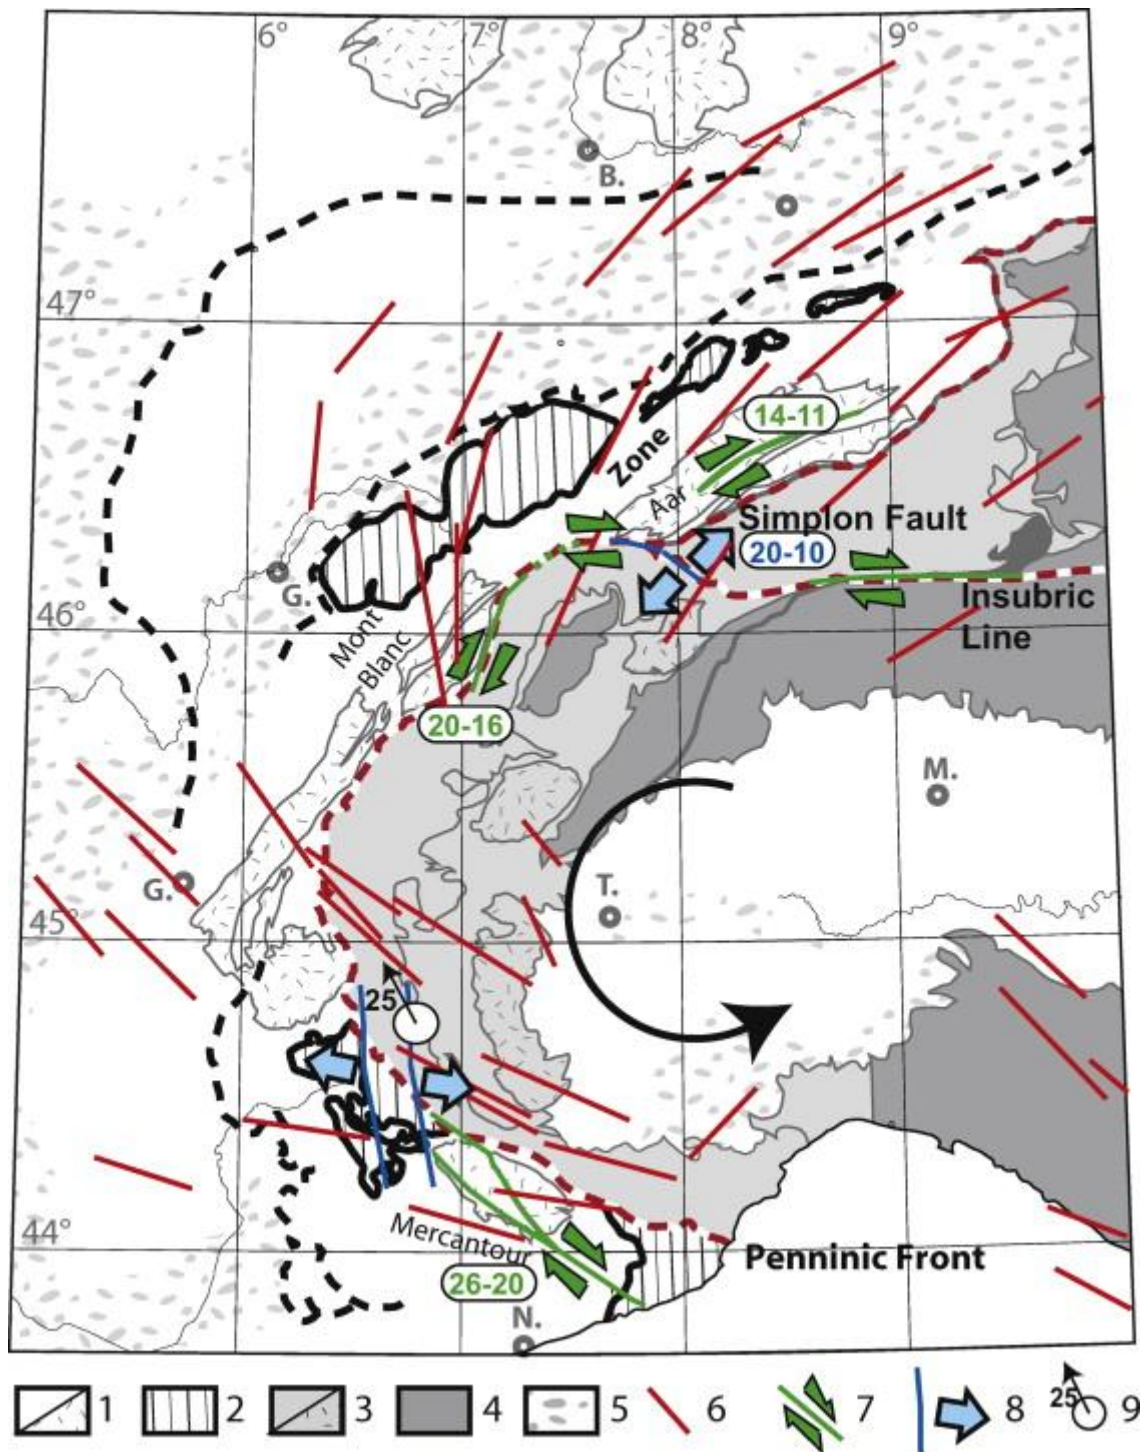 6°
7°
8°
9°
B.
47°
14-11
Zone
Aar
Simplon Fault
20-10
G.
46°
Insubric
Line
Mont
Blanc
20-16
M.
G.
T.
45°
25
44°
Mercantour
Penninic Front
26-20
N.
1
2
3
4
5
6
7
8
25
9